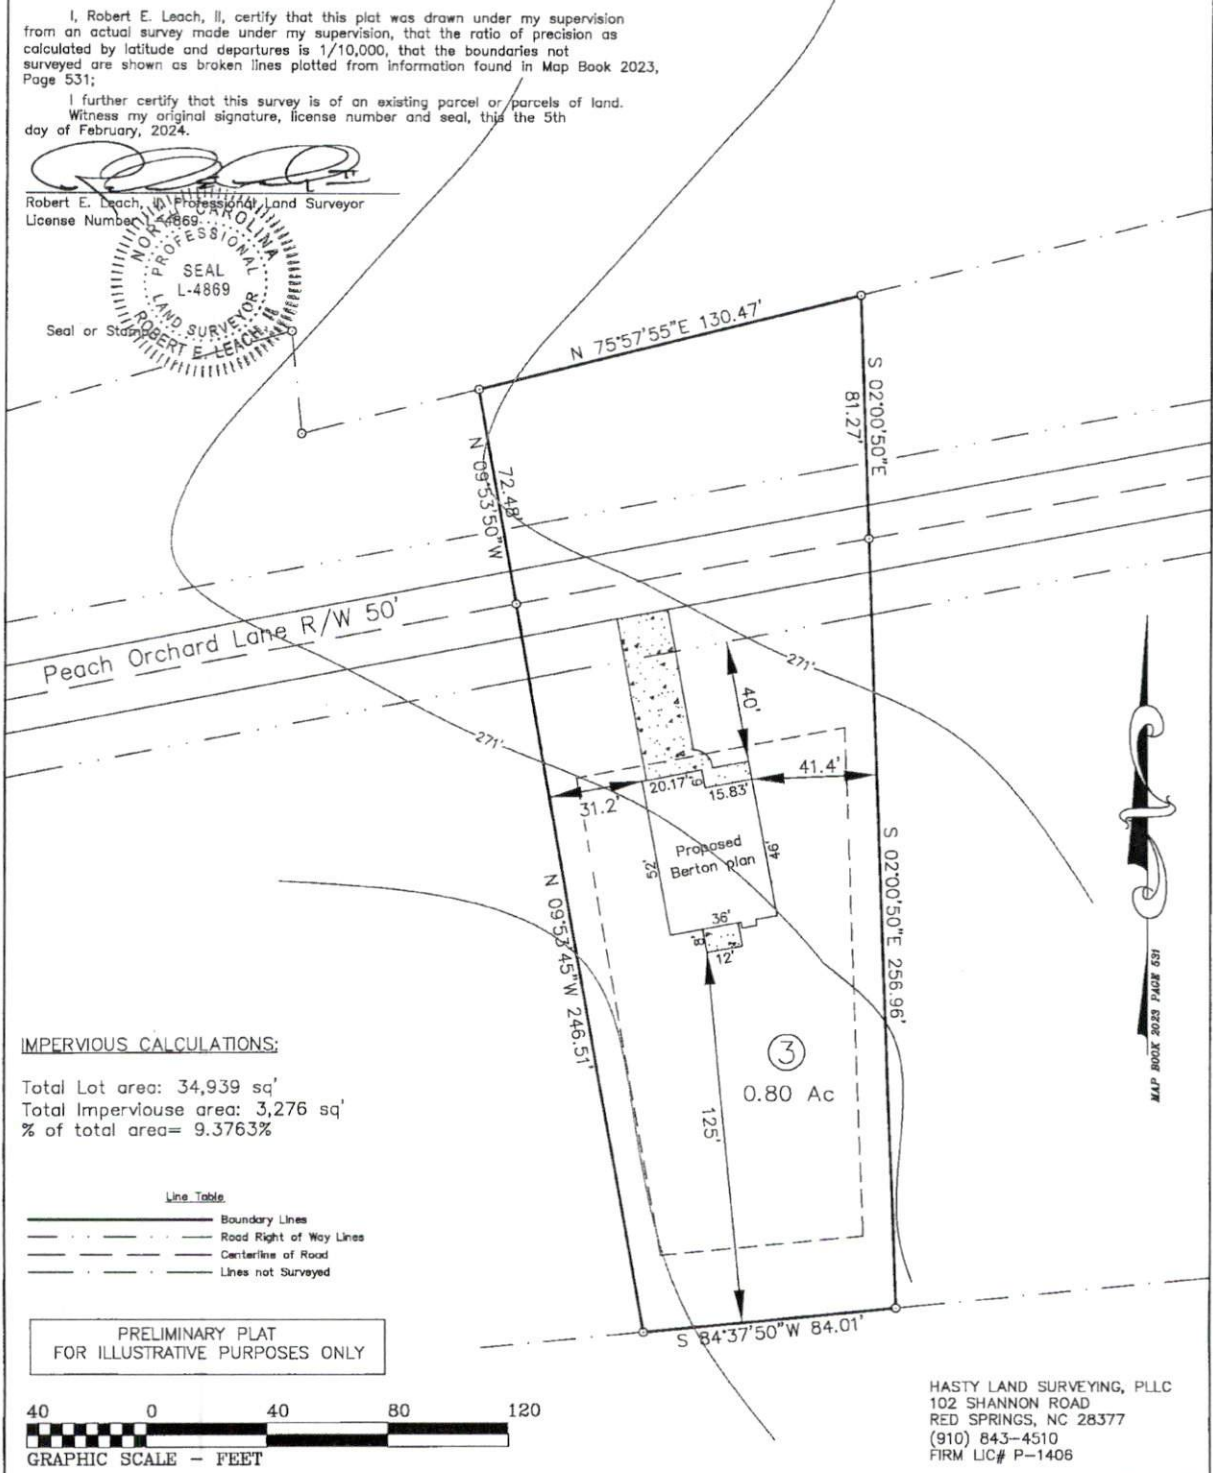 I, Robert E. Leach, II, certify that this plat was drawn under my supervision
from an actual survey made under my supervision, that the ratio of precision as
calculated by latitude and departures is 1/10,000, that the boundaries not
surveyed are shown as broken lines plotted from information found in Map Book 2023,
Page 531;
I further certify that this survey is of an existing parcel or parcels of land.
Witness my original signature, license number and seal, this the 5th
day of February, 2024.
Robert E. Leach, II, Professional Land Surveyor
License Number L-4869
NORTH CAROLINA
PROFESSIONAL
SEAL
L-4869
LAND SURVEYOR
ROBERT E. LEACH, II
Seal or Stamp
N 75°57'55"E 130.47'
S 02°00'50"E
81.27'
N 09°53'50"W
72.48'
Peach Orchard Lane R/W 50'
271'
271'
40'
41.4'
31.2'
20.17'
6'
15.83'
Proposed
Berton plan
52'
46'
36'
8'
12'
N 09°53'45"W 246.51'
S 02°00'50"E 256.96'
3
0.80 Ac
125'
S 84°37'50"W 84.01'
MAP BOOK 2023 PAGE 531
IMPERVIOUS CALCULATIONS:
Total Lot area: 34,939 sq'
Total Imperviouse area: 3,276 sq'
% of total area= 9.3763%
Line Table
Boundary Lines
Road Right of Way Lines
Centerline of Road
Lines not Surveyed
PRELIMINARY PLAT
FOR ILLUSTRATIVE PURPOSES ONLY
40 0 40 80 120
GRAPHIC SCALE - FEET
HASTY LAND SURVEYING, PLLC
102 SHANNON ROAD
RED SPRINGS, NC 28377
(910) 843-4510
FIRM LIC# P-1406